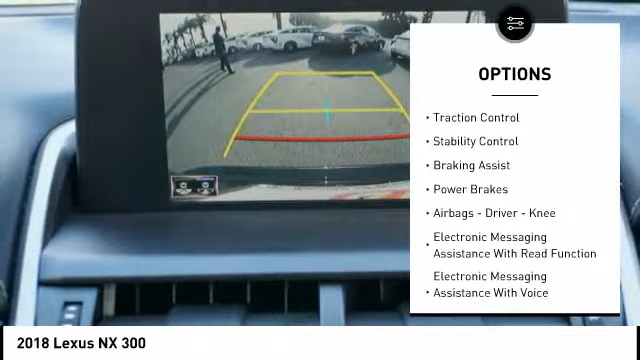 OPTIONS
‣ Traction Control
‣ Stability Control
‣ Braking Assist
‣ Power Brakes
‣ Airbags - Driver - Knee
‣ Electronic Messaging
Assistance With Read Function
‣ Electronic Messaging
Assistance With Voice
2018 Lexus NX 300